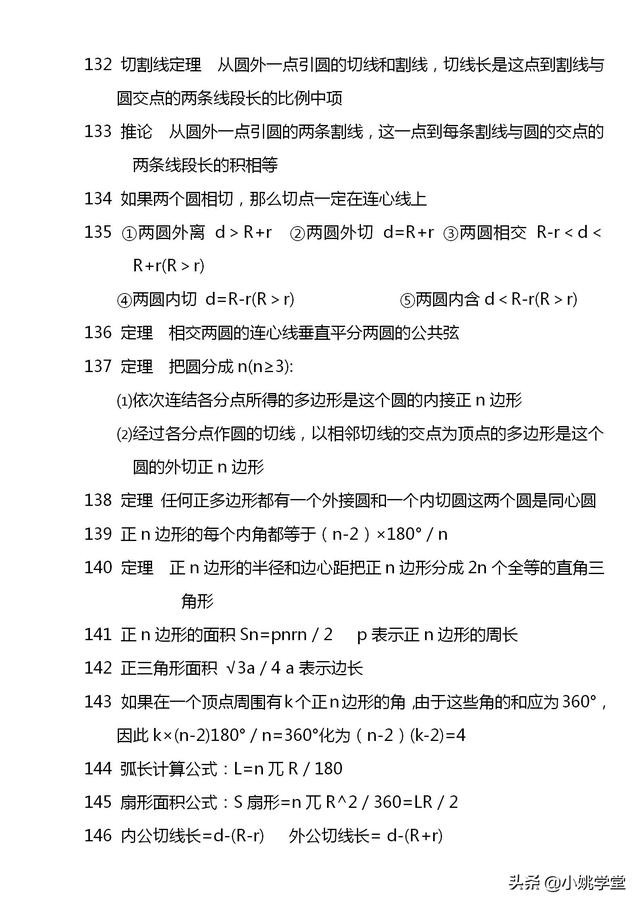 132 切割线定理 从圆外一点引圆的切线和割线，切线长是这点到割线与
圆交点的两条线段长的比例中项
133 推论 从圆外一点引圆的两条割线，这一点到每条割线与圆的交点的
两条线段长的积相等
134 如果两个圆相切，那么切点一定在连心线上
135 ①两圆外离 d＞R+r ②两圆外切 d=R+r ③两圆相交 R-r＜d＜
R+r(R＞r)
④两圆内切 d=R-r(R＞r) ⑤两圆内含 d＜R-r(R＞r)
136 定理 相交两圆的连心线垂直平分两圆的公共弦
137 定理 把圆分成 n(n≥3):
⑴依次连结各分点所得的多边形是这个圆的内接正 n 边形
⑵经过各分点作圆的切线，以相邻切线的交点为顶点的多边形是这个
圆的外切正 n 边形
138 定理 任何正多边形都有一个外接圆和一个内切圆这两个圆是同心圆
139 正 n 边形的每个内角都等于（n-2）×180°／n
140 定理 正 n 边形的半径和边心距把正 n 边形分成 2n 个全等的直角三
角形
141 正 n 边形的面积 Sn=pnrn／2 p 表示正 n 边形的周长
142 正三角形面积 √3a／4 a 表示边长
143 如果在一个顶点周围有 k 个正 n 边形的角,由于这些角的和应为 360°，
因此 k×(n-2)180°／n=360°化为（n-2）(k-2)=4
144 弧长计算公式：L=n 兀 R／180
145 扇形面积公式：S 扇形=n 兀 R^2／360=LR／2
146 内公切线长=d-(R-r) 外公切线长= d-(R+r)
头条 @小姚学堂